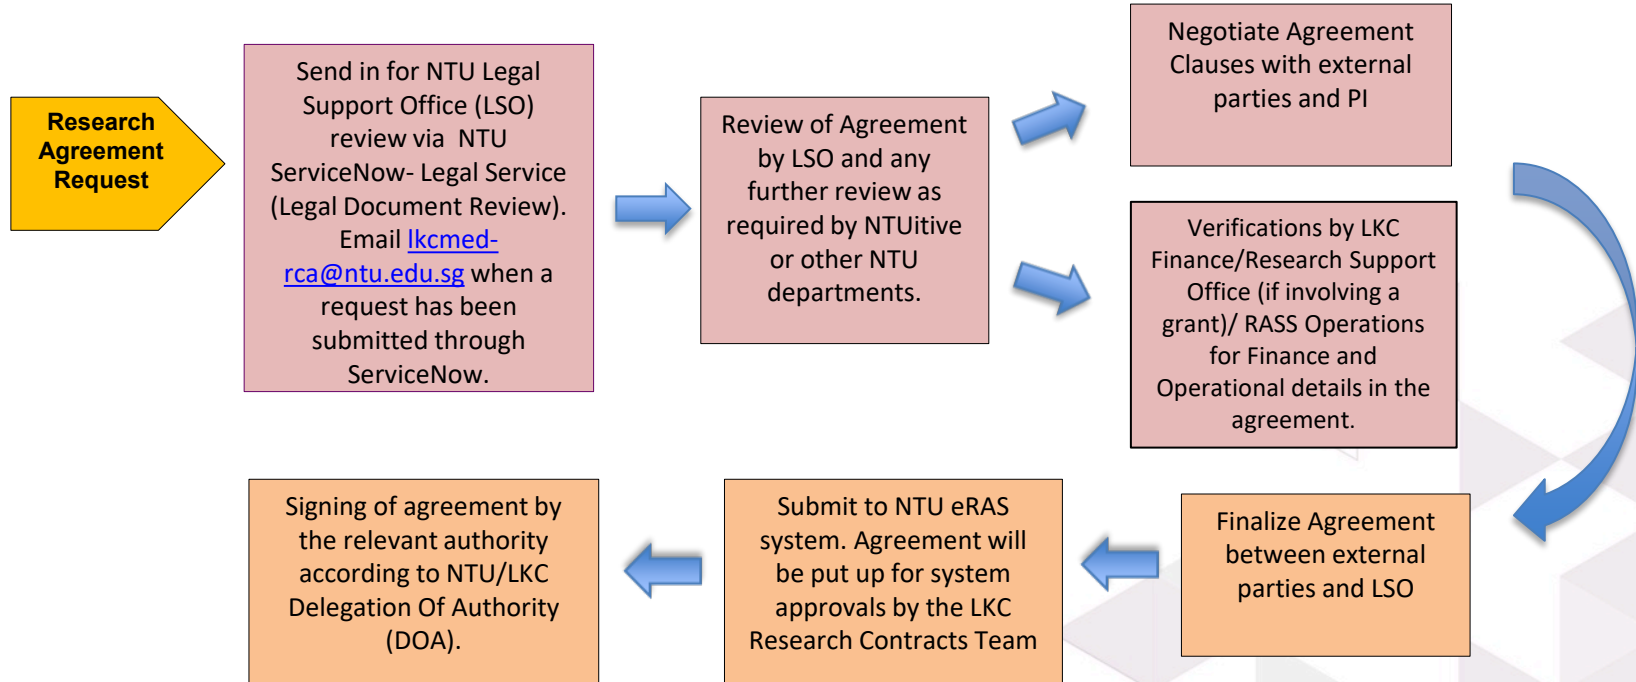 Research
Agreement
Request
Send in for NTU Legal
Support Office (LSO)
review via NTU
ServiceNow- Legal Service
(Legal Document Review).
Email lkcmed-
rca@ntu.edu.sg when a
request has been
submitted through
ServiceNow.
Review of Agreement
by LSO and any
further review as
required by NTUitive
or other NTU
departments.
Negotiate Agreement
Clauses with external
parties and PI
Verifications by LKC
Finance/Research Support
Office (if involving a
grant)/ RASS Operations
for Finance and
Operational details in the
agreement.
Finalize Agreement
between external
parties and LSO
Submit to NTU eRAS
system. Agreement will
be put up for system
approvals by the LKC
Research Contracts Team
Signing of agreement by
the relevant authority
according to NTU/LKC
Delegation Of Authority
(DOA).